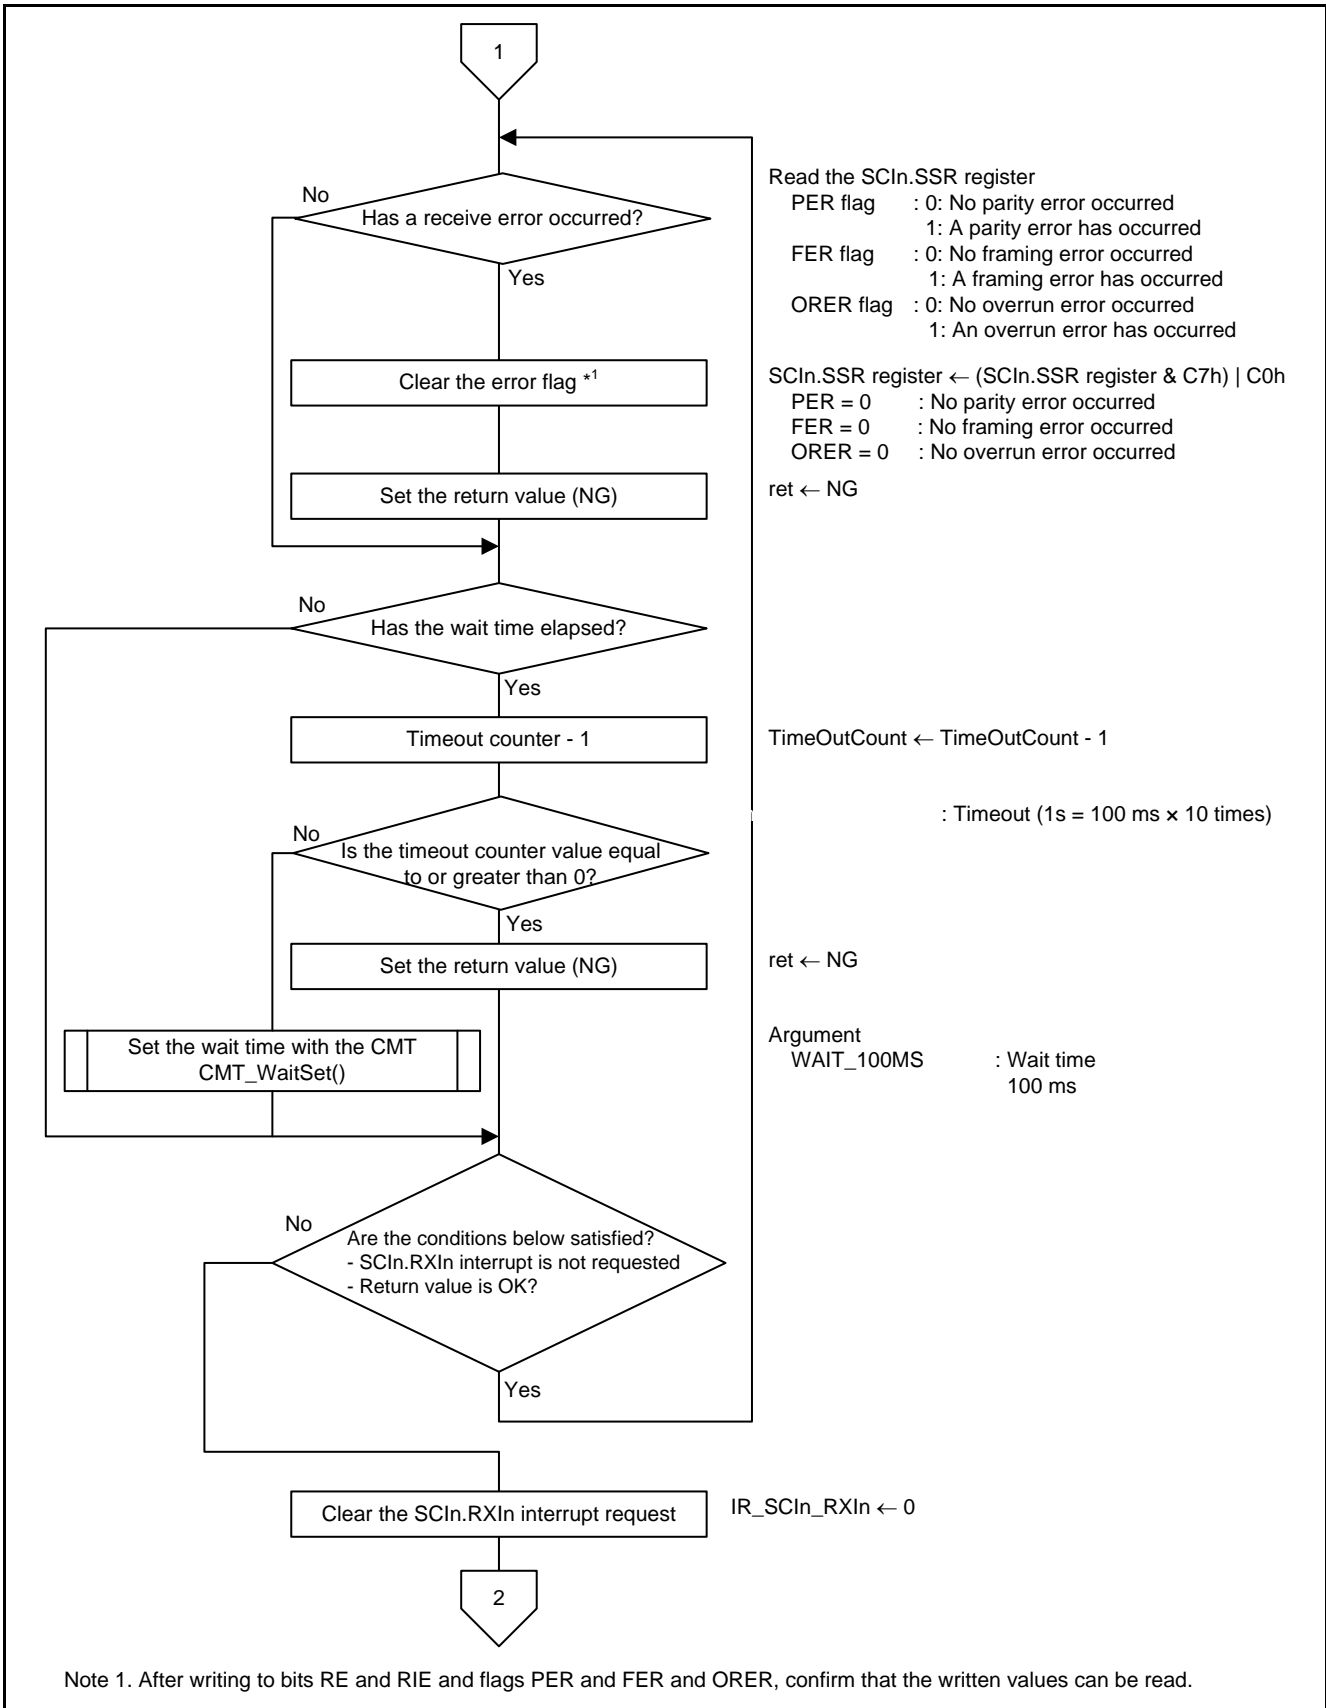 1
No
Has a receive error occurred?
Yes
Read the SCIn.SSR register
PER flag : 0: No parity error occurred
1: A parity error has occurred
FER flag : 0: No framing error occurred
1: A framing error has occurred
ORER flag : 0: No overrun error occurred
1: An overrun error has occurred
Clear the error flag *1
SCIn.SSR register ← (SCIn.SSR register & C7h) | C0h
PER = 0 : No parity error occurred
FER = 0 : No framing error occurred
ORER = 0 : No overrun error occurred
Set the return value (NG)
ret ← NG
No
Has the wait time elapsed?
Yes
Timeout counter - 1
TimeOutCount ← TimeOutCount - 1
: Timeout (1s = 100 ms × 10 times)
No
Is the timeout counter value equal
to or greater than 0?
Yes
Set the return value (NG)
ret ← NG
Set the wait time with the CMT
CMT_WaitSet()
Argument
WAIT_100MS : Wait time
100 ms
No
Are the conditions below satisfied?
- SCIn.RXIn interrupt is not requested
- Return value is OK?
Yes
Clear the SCIn.RXIn interrupt request
IR_SCIn_RXIn ← 0
2
Note 1. After writing to bits RE and RIE and flags PER and FER and ORER, confirm that the written values can be read.